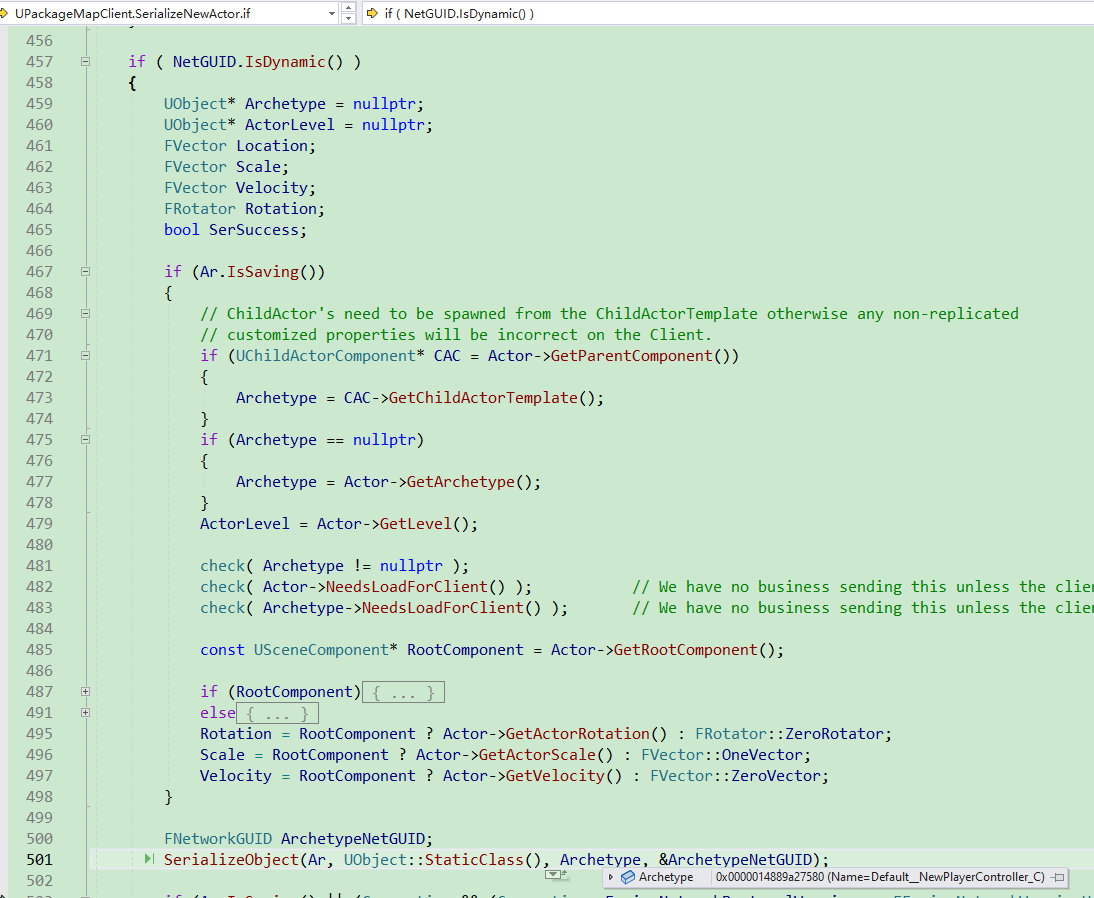 UPackageMapClient.SerializeNewActor.if
if ( NetGUID.IsDynamic() )
456
457 if ( NetGUID.IsDynamic() )
458 {
459 UObject* Archetype = nullptr;
460 UObject* ActorLevel = nullptr;
461 FVector Location;
462 FVector Scale;
463 FVector Velocity;
464 FRotator Rotation;
465 bool SerSuccess;
466
467 if (Ar.IsSaving())
468 {
469 // ChildActor's need to be spawned from the ChildActorTemplate otherwise any non-replicated
470 // customized properties will be incorrect on the Client.
471 if (UChildActorComponent* CAC = Actor->GetParentComponent())
472 {
473 Archetype = CAC->GetChildActorTemplate();
474 }
475 if (Archetype == nullptr)
476 {
477 Archetype = Actor->GetArchetype();
478 }
479 ActorLevel = Actor->GetLevel();
480
481 check( Archetype != nullptr );
482 check( Actor->NeedsLoadForClient() ); // We have no business sending this unless the clie
483 check( Archetype->NeedsLoadForClient() ); // We have no business sending this unless the clie
484
485 const USceneComponent* RootComponent = Actor->GetRootComponent();
486
487 if (RootComponent) { ... }
491 else { ... }
495 Rotation = RootComponent ? Actor->GetActorRotation() : FRotator::ZeroRotator;
496 Scale = RootComponent ? Actor->GetActorScale() : FVector::OneVector;
497 Velocity = RootComponent ? Actor->GetVelocity() : FVector::ZeroVector;
498 }
499
500 FNetworkGUID ArchetypeNetGUID;
501 SerializeObject(Ar, UObject::StaticClass(), Archetype, &ArchetypeNetGUID);
502
Archetype 0x0000014889a27580 (Name=Default__NewPlayerController_C)